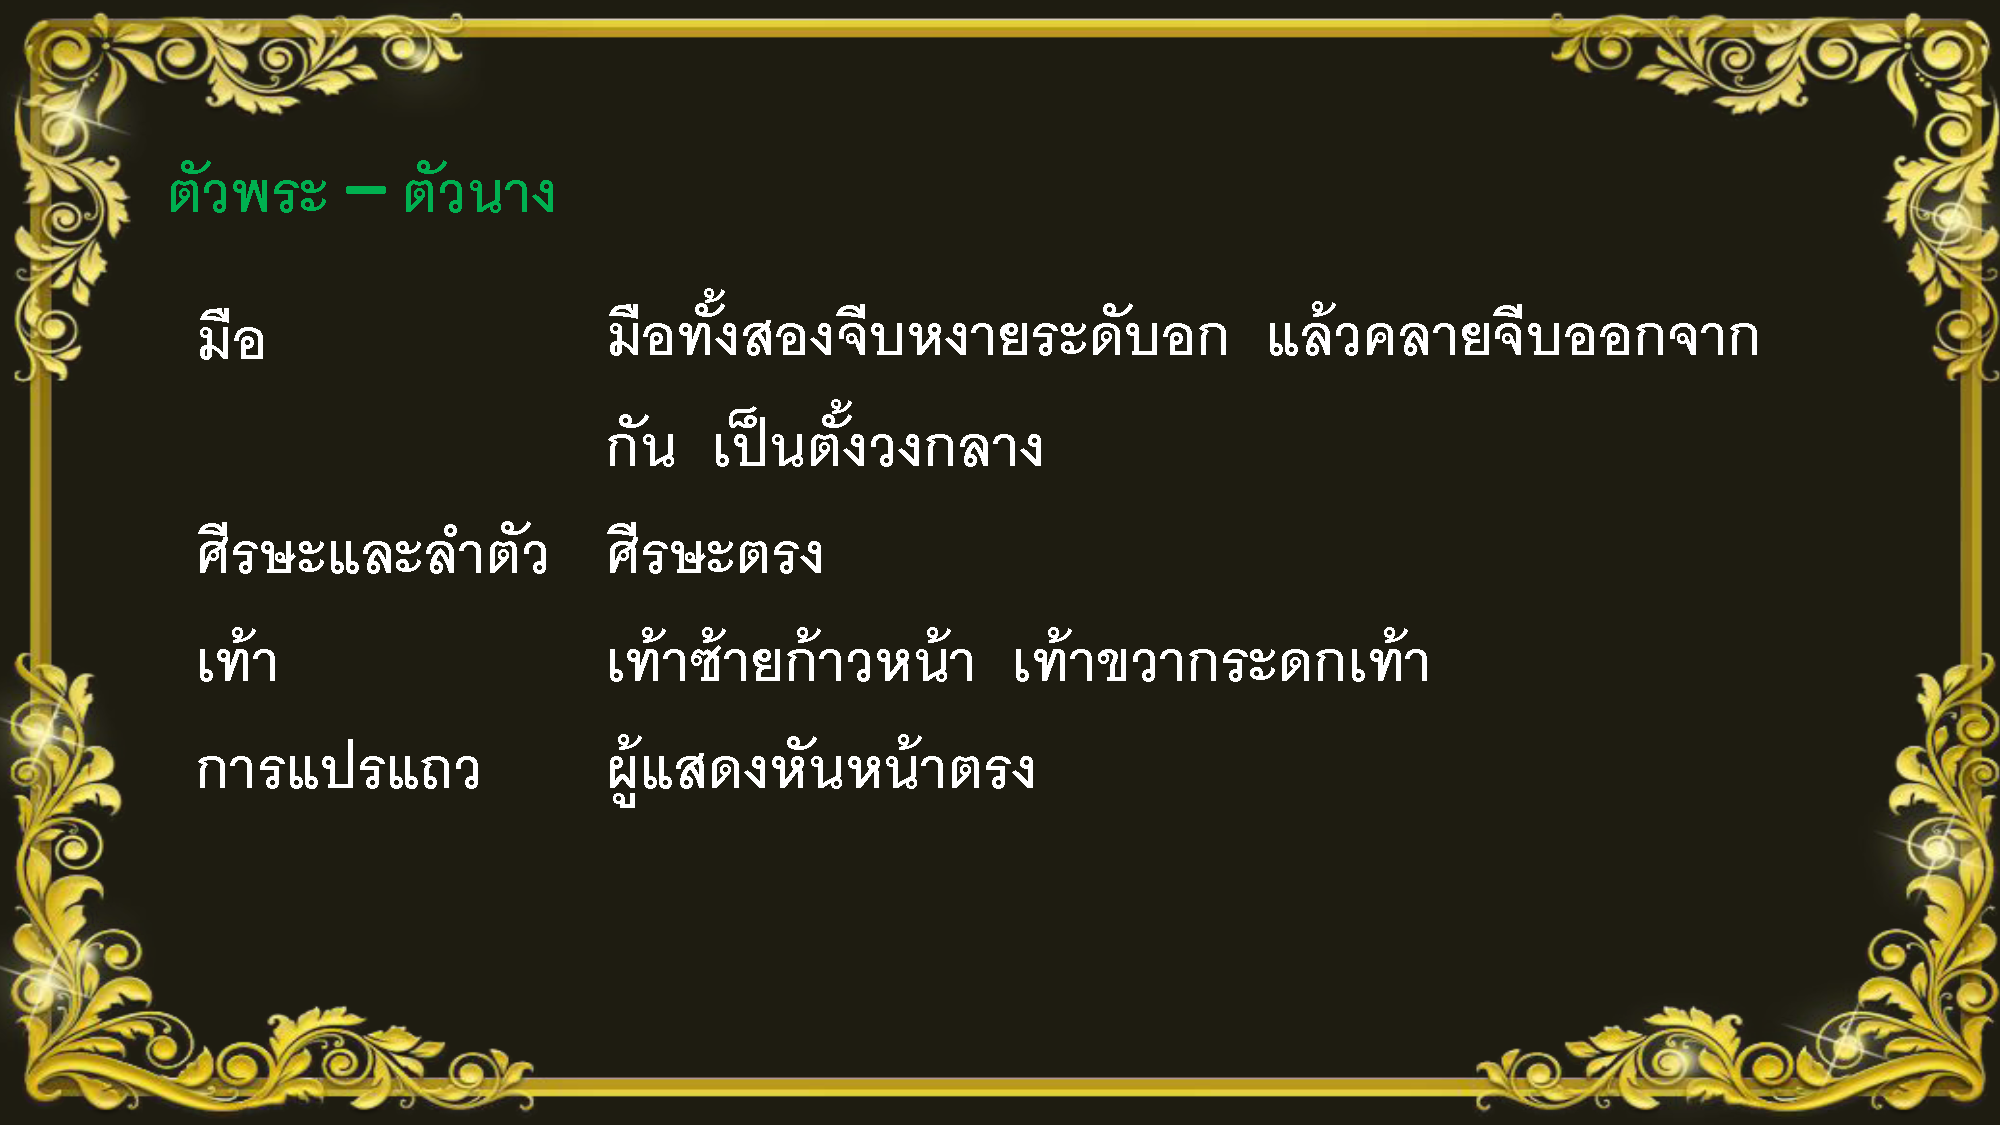 ตัวพระ – ตัวนาง
มือ มือทั้งสองจีบหงายระดับอก แล้วคลายจีบออกจาก
กัน เป็นตั้งวงกลาง
ศีรษะและลำตัว ศีรษะตรง
เท้า เท้าซ้ายก้าวหน้า เท้าขวากระดกเท้า
การแปรแถว ผู้แสดงหันหน้าตรง